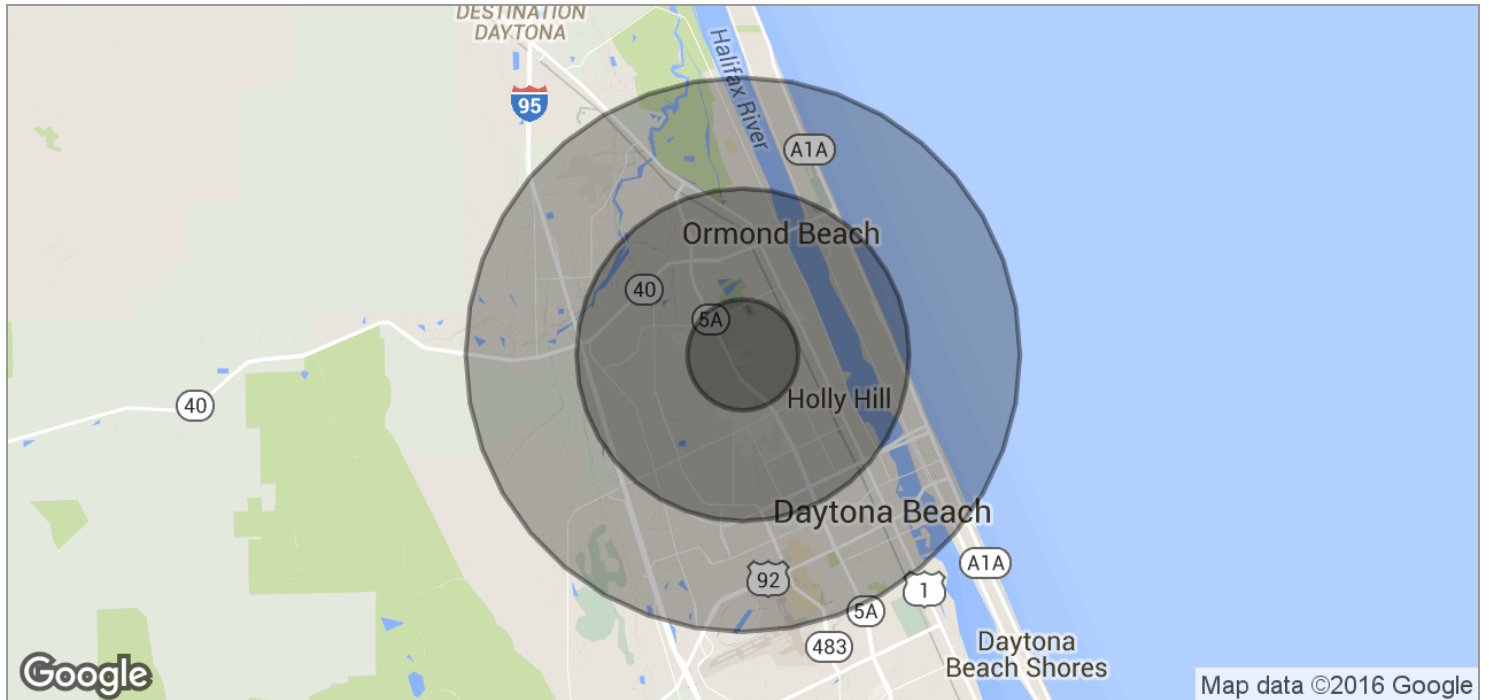 DESTINATION
DAYTONA
Halifax River
95
A1A
Ormond Beach
40
5A
Holly Hill
40
Daytona Beach
A1A
92
1
5A
483
Daytona
Beach Shores
Google
Map data ©2016 Google